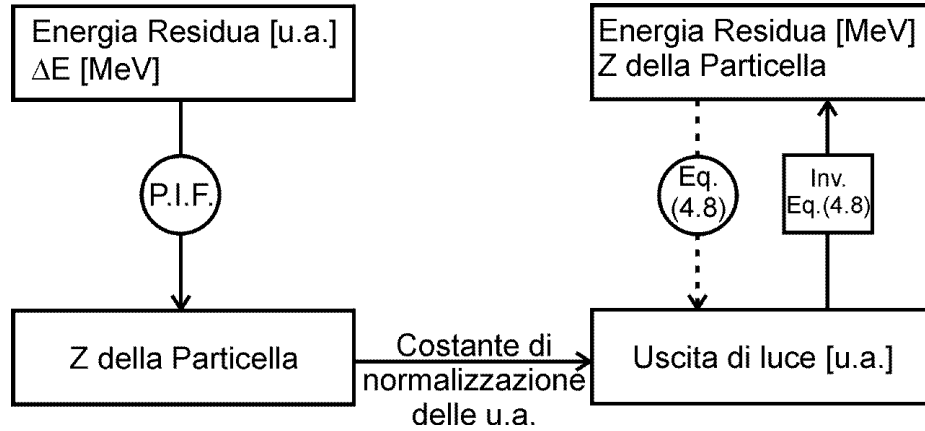 Energia Residua [u.a.]
ΔE [MeV]
Energia Residua [MeV]
Z della Particella
P.I.F.
Eq.
(4.8)
Inv.
Eq.(4.8)
Z della Particella
Costante di
normalizzazione
delle u.a.
Uscita di luce [u.a.]